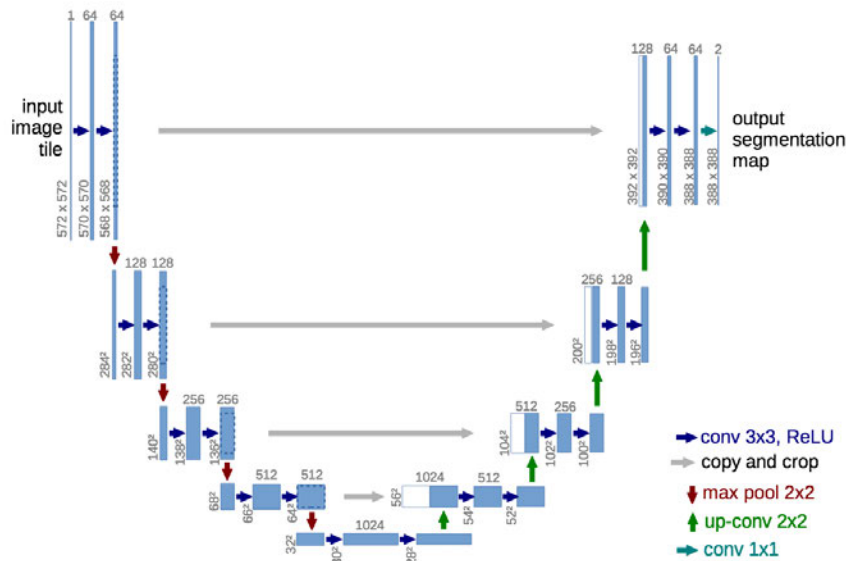 1 64 64
128 64 64 2
input
image
tile
output
segmentation
map
572 x 572
570 x 570
568 x 568
392 x 392
390 x 390
388 x 388
388 x 388
128 128
256 128
284²
282²
280²
200²
198²
196²
256 256
512 256
140²
138²
136²
104²
102²
100²
512 512
1024 512
68²
66²
64²
56²
54²
52²
1024
32²
30²
28²
conv 3x3, ReLU
copy and crop
max pool 2x2
up-conv 2x2
conv 1x1